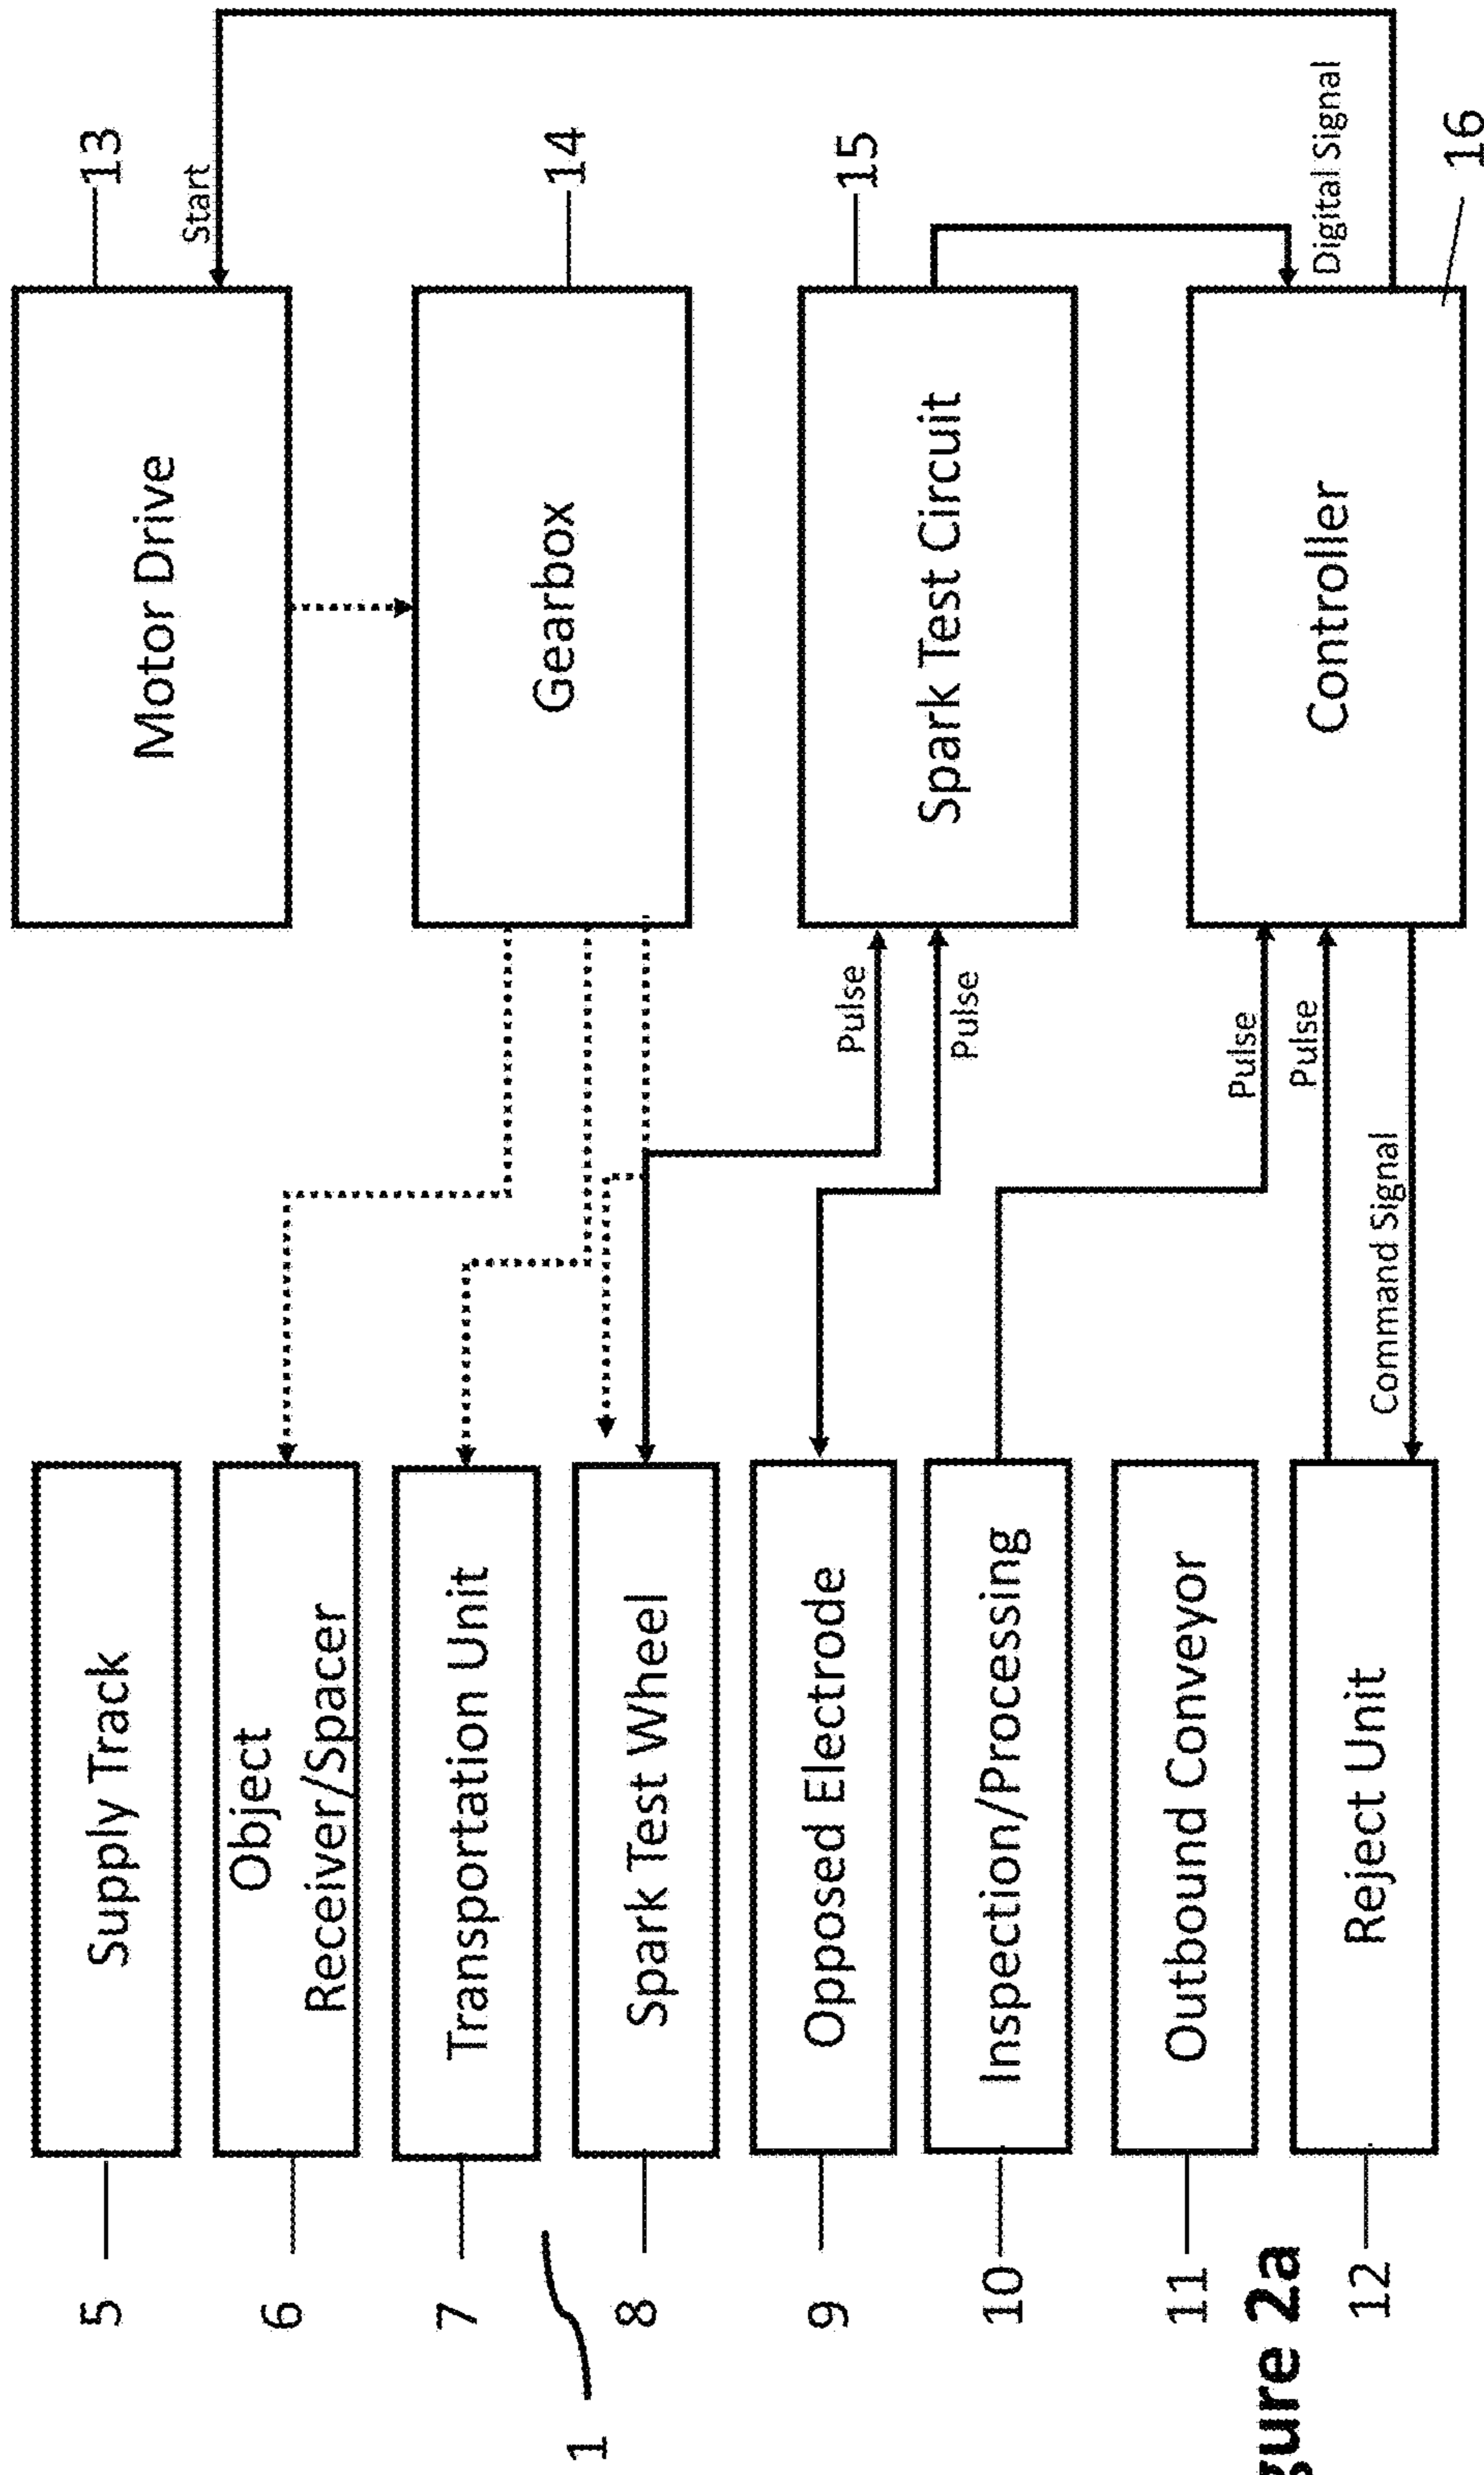 5
Supply Track
6
Object
Receiver/Spacer
7
Transportation Unit
1
8
Spark Test Wheel
9
Opposed Electrode
10
Inspection/Processing
11
Outbound Conveyor
12
Reject Unit
Motor Drive
13
Start
Gearbox
14
Pulse
Pulse
Spark Test Circuit
15
Digital Signal
Pulse
Pulse
Command Signal
Controller
16
gure 2a